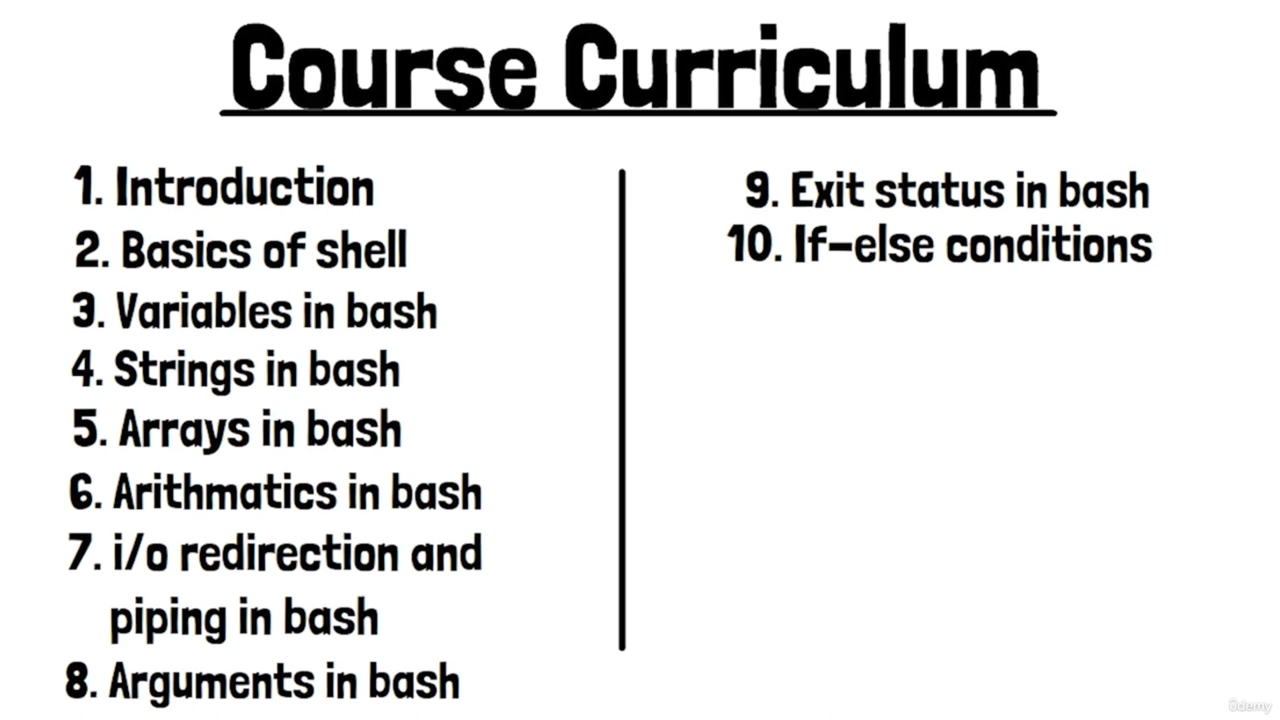 Course Curriculum
1. Introduction
2. Basics of shell
3. Variables in bash
4. Strings in bash
5. Arrays in bash
6. Arithmatics in bash
7. i/o redirection and
piping in bash
8. Arguments in bash
9. Exit status in bash
10. If-else conditions
ûdemy